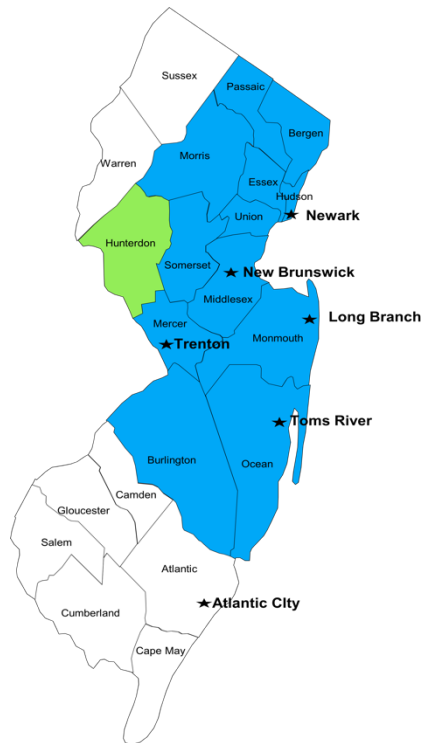 Sussex
Passaic
Bergen
Warren
Morris
Essex
Hudson
Newark
Union
Hunterdon
Somerset
New Brunswick
Middlesex
Mercer
Long Branch
Monmouth
Trenton
Toms River
Burlington
Ocean
Camden
Gloucester
Salem
Atlantic
Atlantic CIty
Cumberland
Cape May